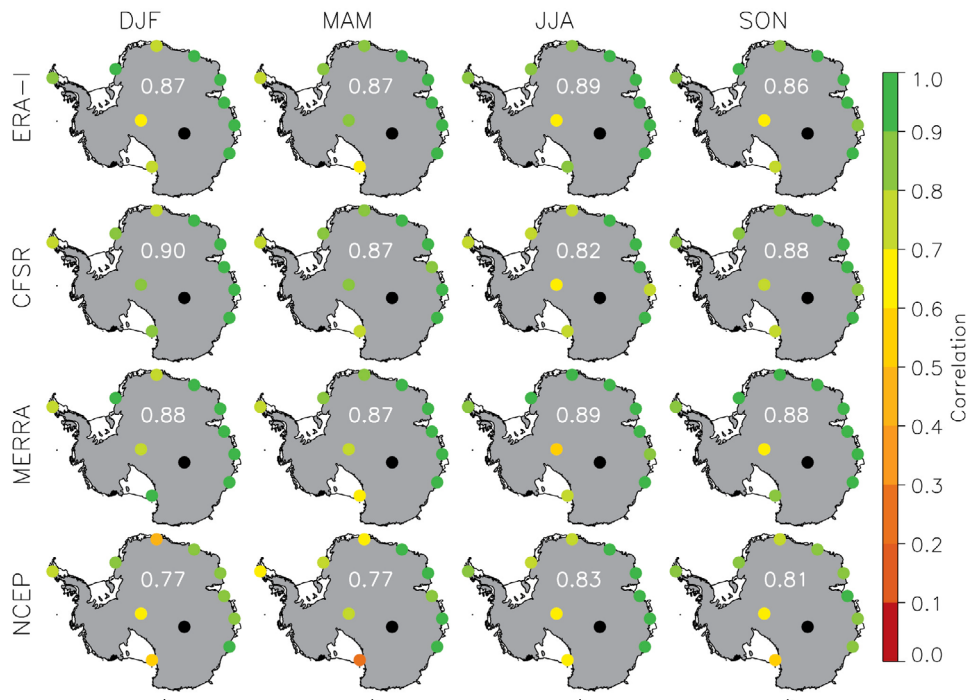 DJF MAM JJA SON
ERA-I 0.87 0.87 0.89 0.86
CFSR 0.90 0.87 0.82 0.88
MERRA 0.88 0.87 0.89 0.88
NCEP 0.77 0.77 0.83 0.81
1.0
0.9
0.8
0.7
0.6
0.5
0.4
0.3
0.2
0.1
0.0
Correlation